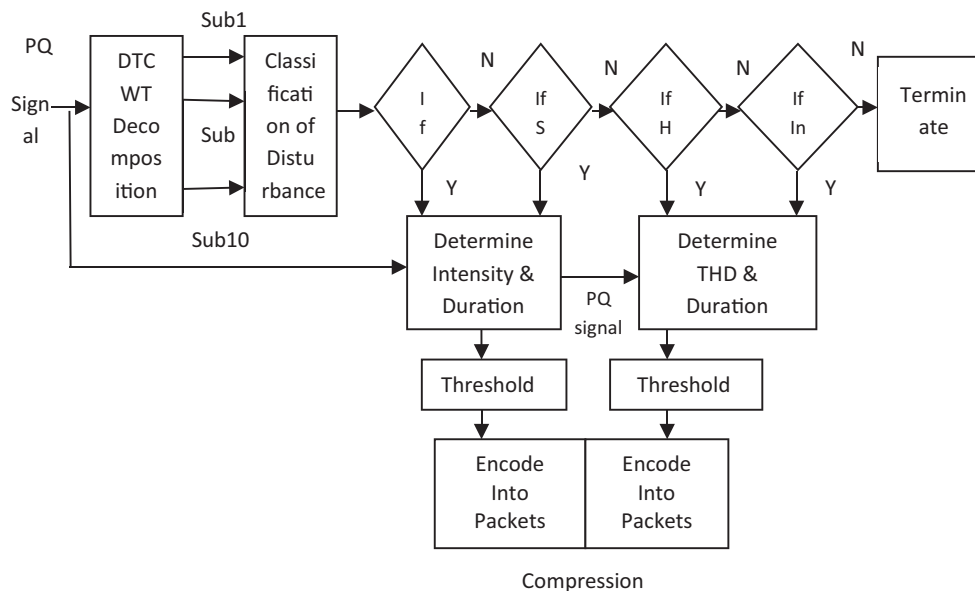 Sub1
PQ
Sign
al
DTC
WT
Deco
mpos
ition
Sub
Sub10
Classi
ficati
on of
Distu
rbance
I
f
N
If
S
N
If
H
N
If
In
N
Termin
ate
Y
Y
Y
Y
Determine
Intensity &
Duration
PQ
signal
Determine
THD &
Duration
Threshold
Threshold
Encode
Into
Packets
Encode
Into
Packets
Compression